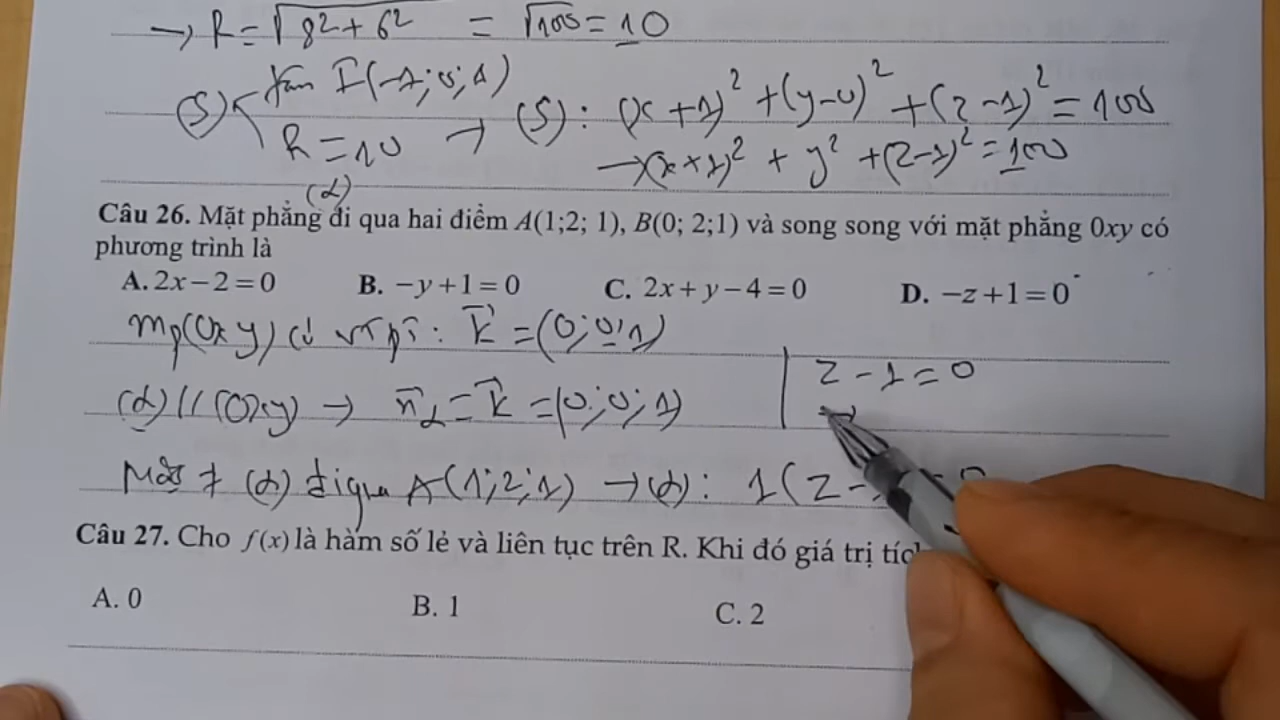 → R = √8² + 6² = √100 = 10
(S) tâm I(-1; 0; 1)
R = 10 → (S): (x + 1)² + (y - 0)² + (z - 1)² = 100
→ (x + 1)² + y² + (z - 1)² = 100
(α)
Câu 26. Mặt phẳng đi qua hai điểm A(1;2; 1), B(0; 2;1) và song song với mặt phẳng 0xy có
phương trình là
A. 2x - 2 = 0 B. -y + 1 = 0 C. 2x + y - 4 = 0 D. -z + 1 = 0
mp(Oxy) có vtpt: k = (0; 0; 1)
(α) // (Oxy) → n α = k = (0; 0; 1)
z - 1 = 0
Mặt ≠ (α) đi qua A(1; 2; 1) → (α): 1(z -
Câu 27. Cho f(x) là hàm số lẻ và liên tục trên R. Khi đó giá trị
A. 0 B. 1 C. 2